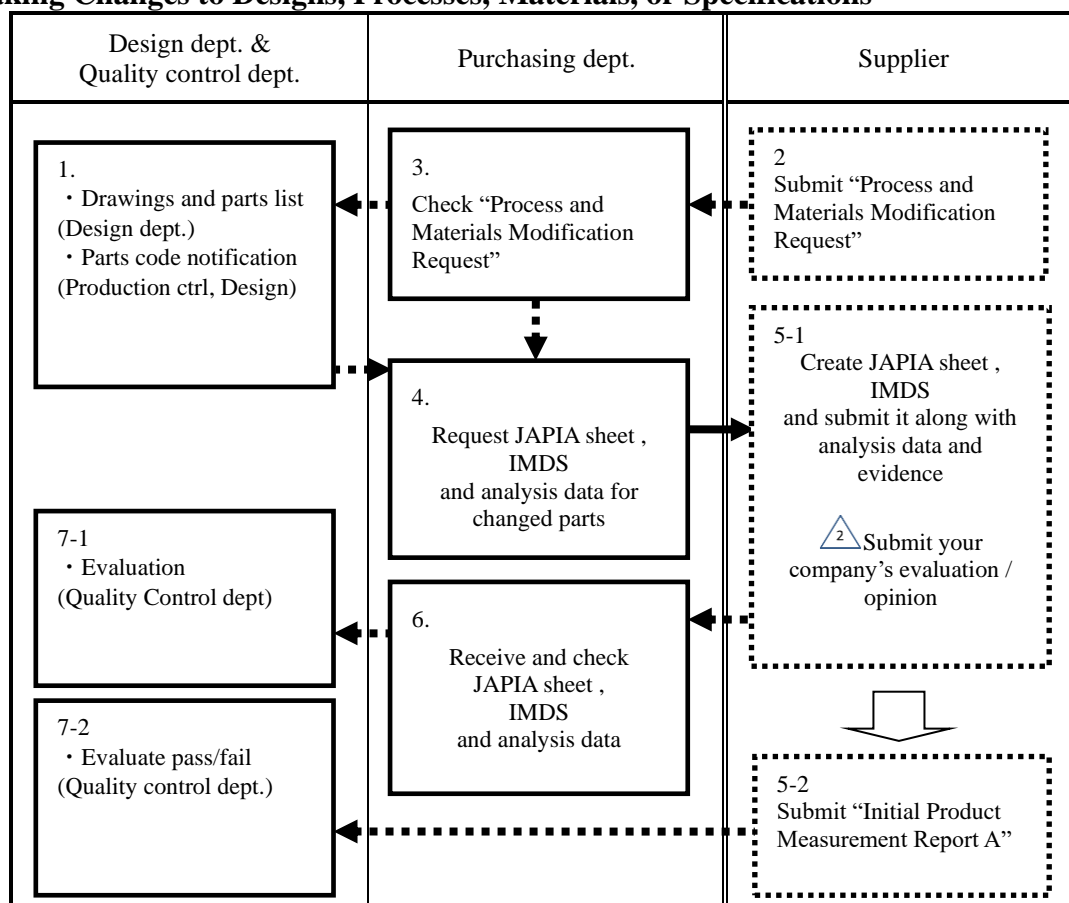 king Changes to Designs, Processes, Materials, or Specifications
Design dept. &
Quality control dept.
Purchasing dept.
Supplier
1.
・Drawings and parts list
(Design dept.)
・Parts code notification
(Production ctrl, Design)
3.
Check “Process and
Materials Modification
Request”
2
Submit “Process and
Materials Modification
Request”
4.
Request JAPIA sheet ,
IMDS
and analysis data for
changed parts
5-1
Create JAPIA sheet ,
IMDS
and submit it along with
analysis data and
evidence
2 Submit your
company’s evaluation /
opinion
7-1
・Evaluation
(Quality Control dept)
6.
Receive and check
JAPIA sheet ,
IMDS
and analysis data
7-2
・Evaluate pass/fail
(Quality control dept.)
5-2
Submit “Initial Product
Measurement Report A”